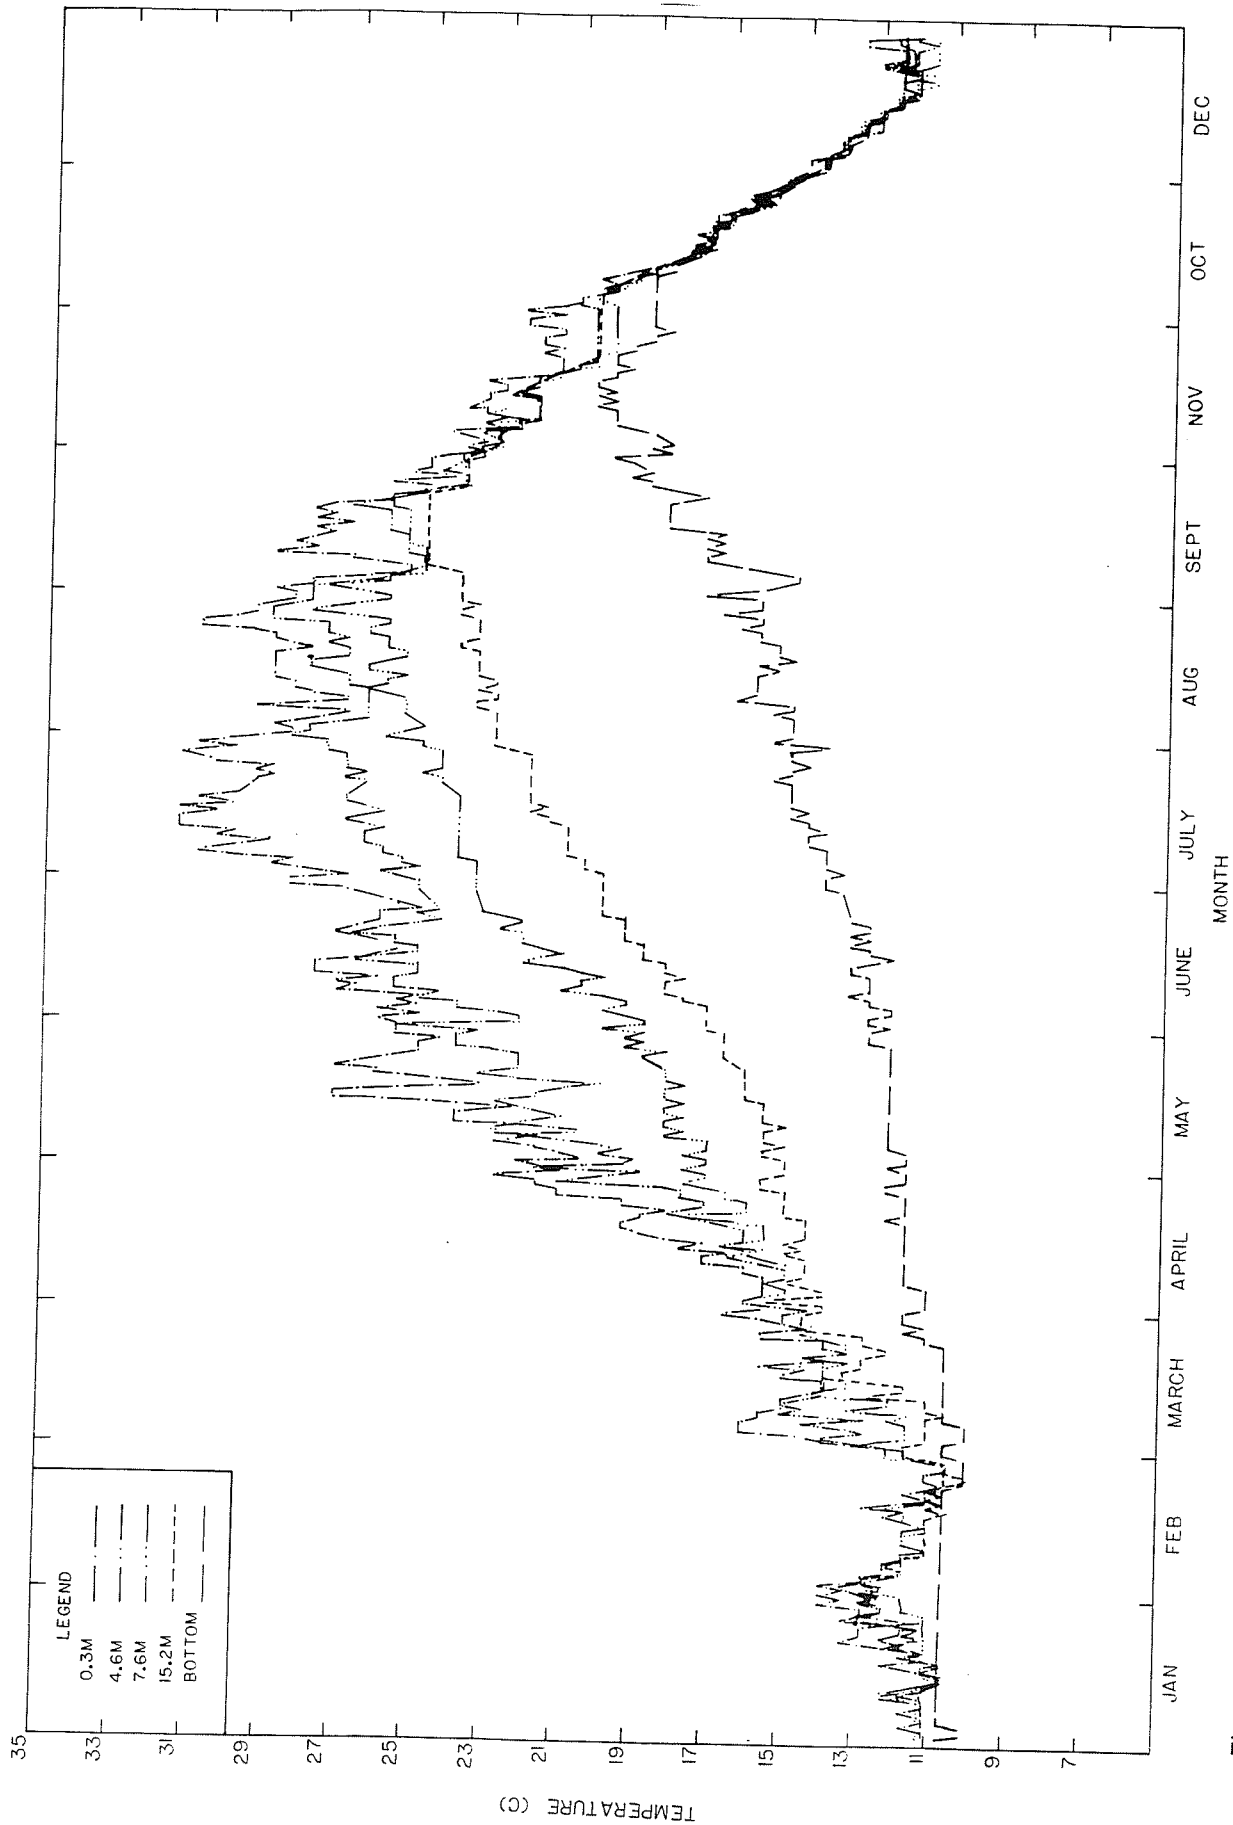 LEGEND
0.3M
4.6M
7.6M
15.2M
BOTTOM
TEMPERATURE (C)
35
33
31
29
27
25
23
21
19
17
15
13
11
9
7
JAN
FEB
MARCH
APRIL
MAY
JUNE
JULY
AUG
SEPT
NOV
OCT
DEC
MONTH